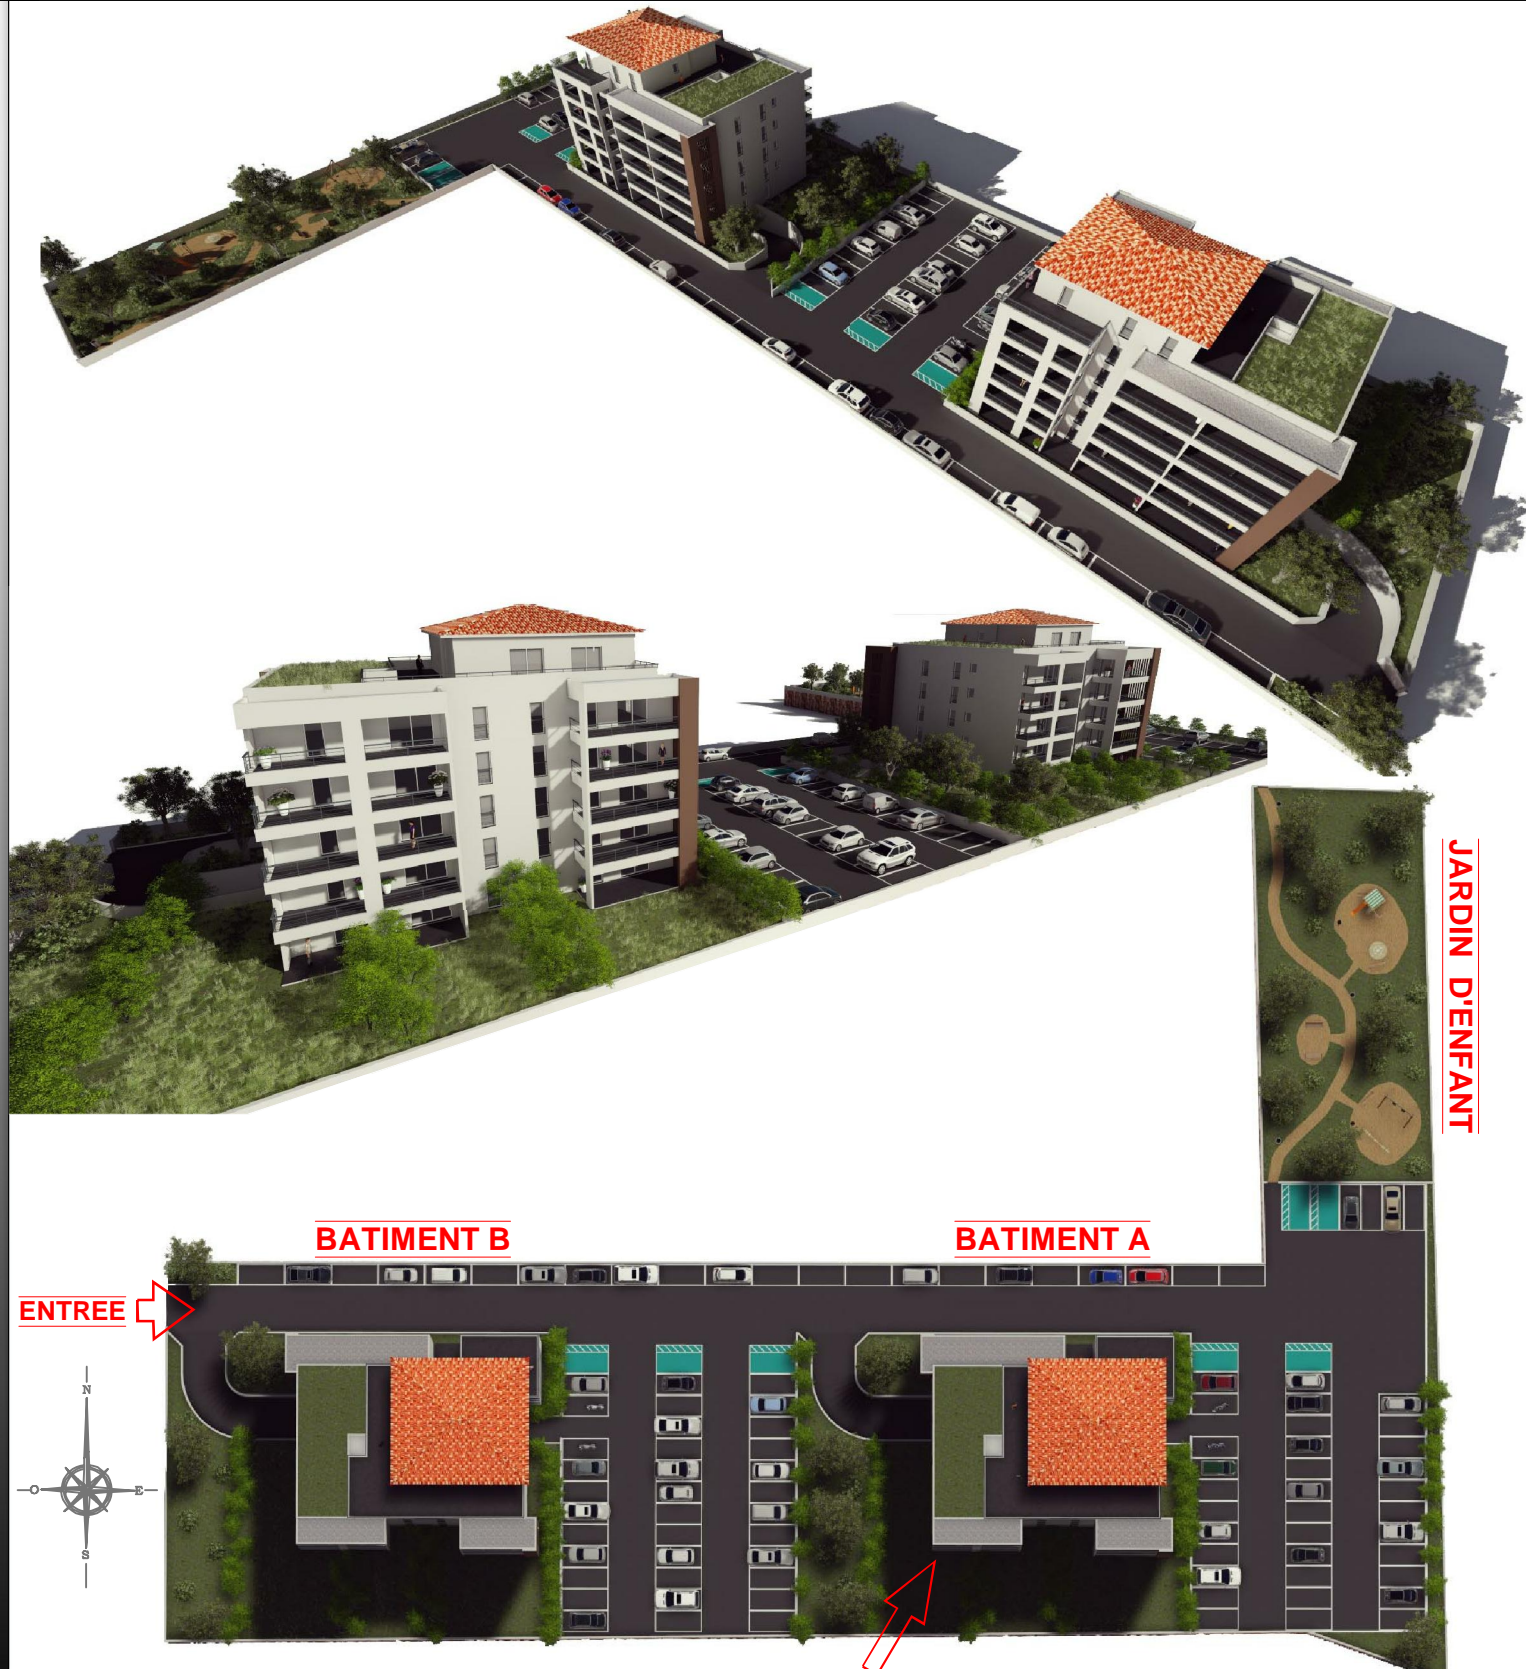 JARDIN D'ENFANT
BATIMENT B
BATIMENT A
ENTREE
N
O
E
S